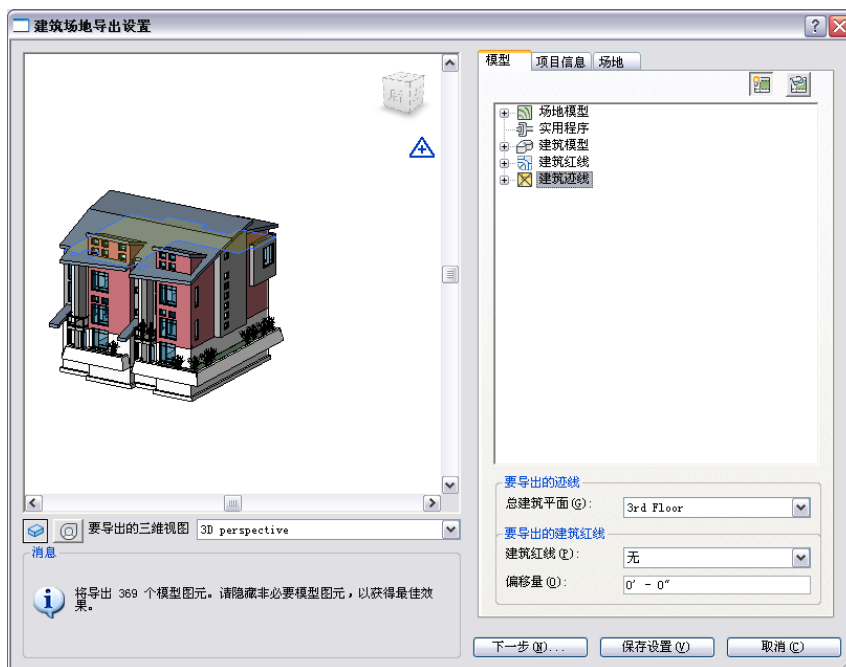 建筑场地导出设置
模型 项目信息 场地
场地模型
实用程序
建筑模型
建筑红线
建筑迹线
要导出的迹线
总建筑平面(G): 3rd Floor
要导出的建筑红线
建筑红线(P): 无
偏移量(O): 0' - 0"
要导出的三维视图 3D perspective
消息
将导出 369 个模型图元。请隐藏非必要模型图元，以获得最佳效
果。
下一步(N)... 保存设置(V) 取消(C)